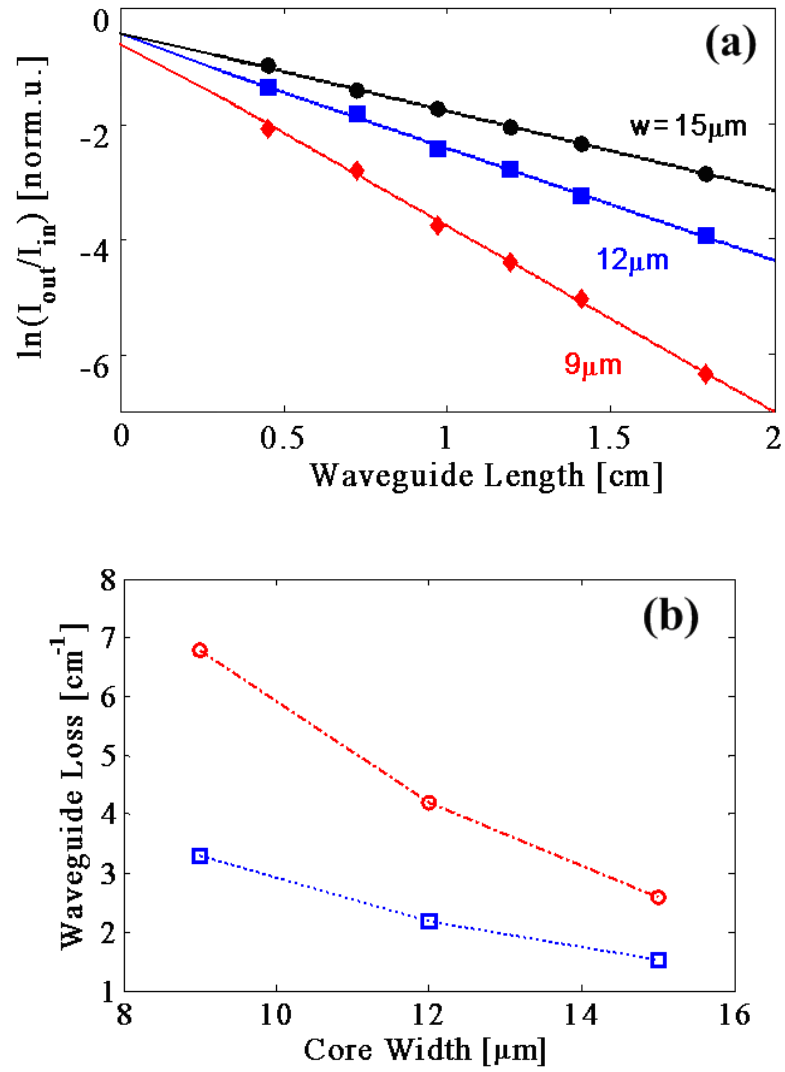 (a)
0
-2
-4
-6
ln(I_out/I_in) [norm.u.]
w=15µm
12µm
9µm
0 0.5 1 1.5 2
Waveguide Length [cm]
(b)
8
7
6
5
4
3
2
1
Waveguide Loss [cm⁻¹]
8 10 12 14 16
Core Width [µm]